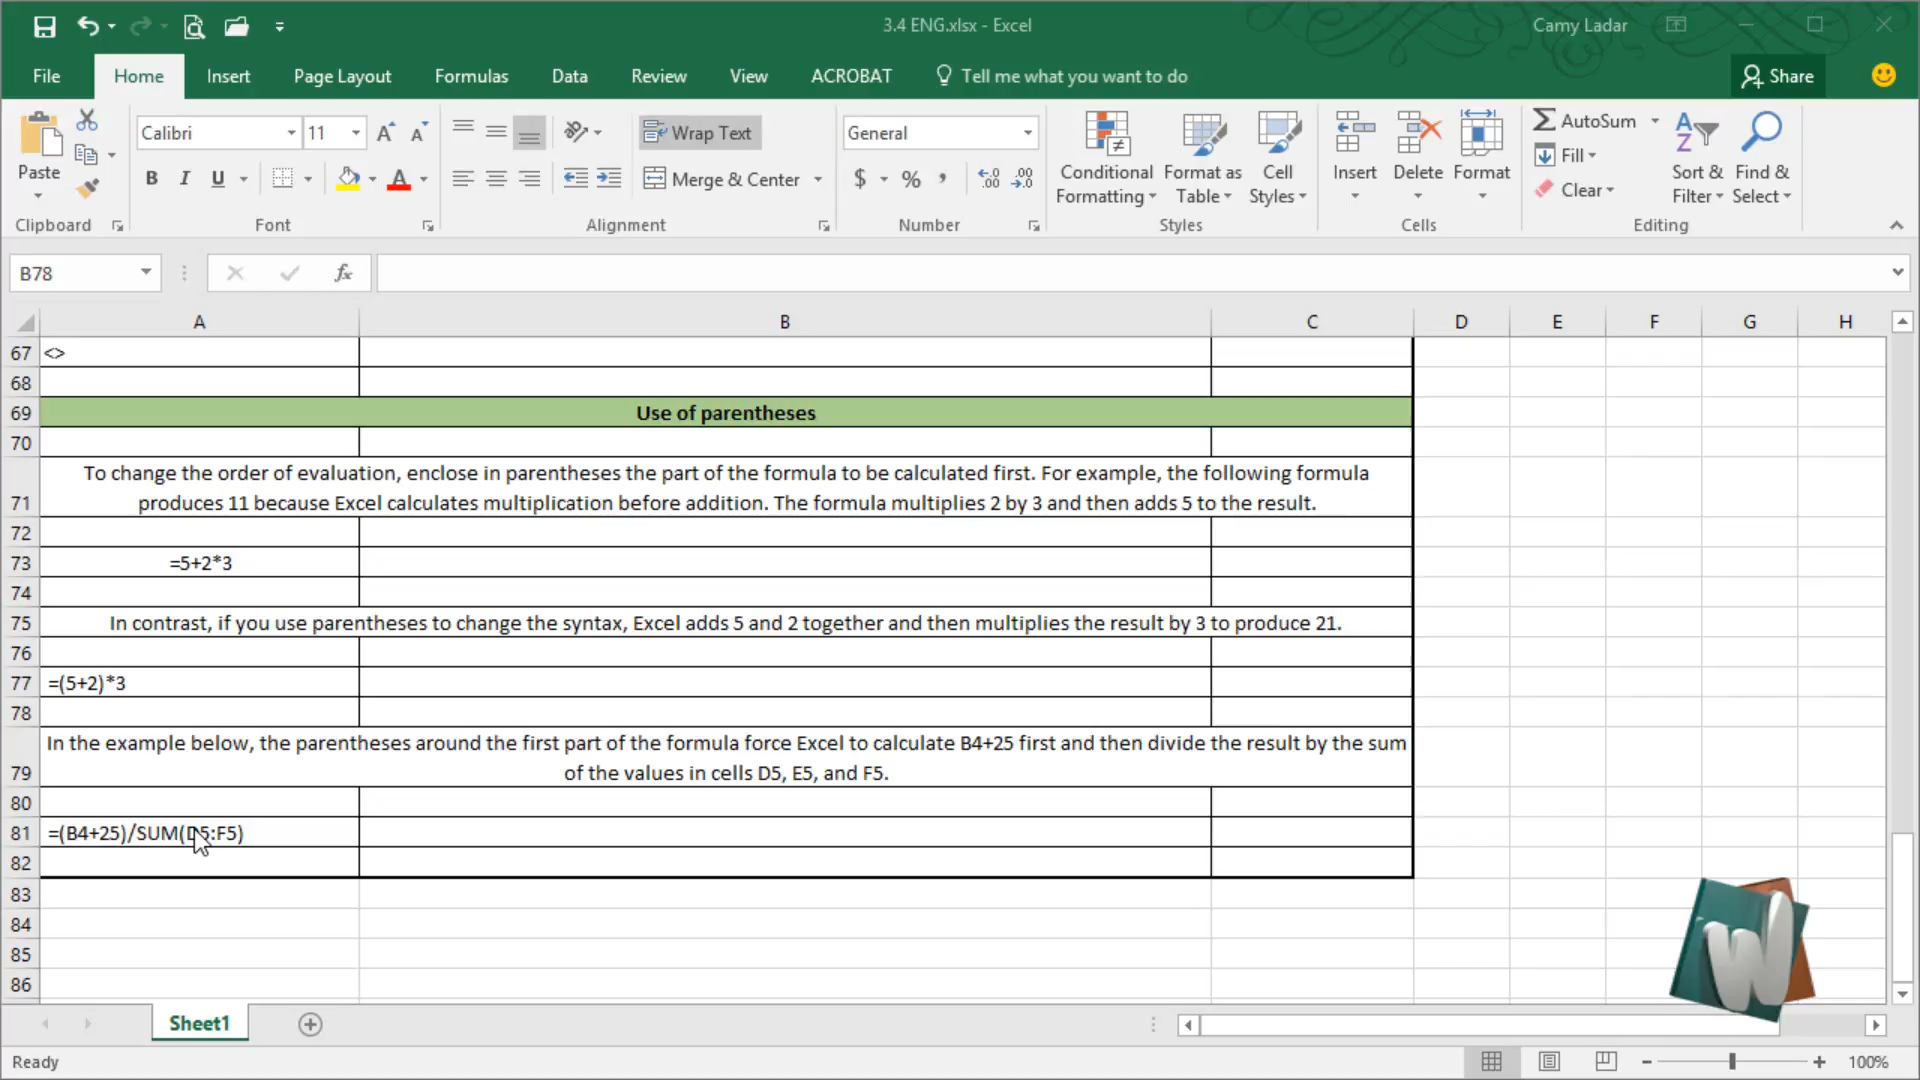 3.4 ENG.xlsx - Excel
Camy Ladar
File
Home
Insert
Page Layout
Formulas
Data
Review
View
ACROBAT
Tell me what you want to do
Share
Paste
Clipboard
Calibri
11
A A
B I U
A
Font
Wrap Text
Merge & Center
Alignment
General
$ % ,
Number
Conditional Formatting
Format as Table
Cell Styles
Styles
Insert
Delete
Format
Cells
AutoSum
Fill
Clear
Sort & Filter
Find & Select
Editing
B78
fx
A B C D E F G H
67 <>
68
69 Use of parentheses
70
To change the order of evaluation, enclose in parentheses the part of the formula to be calculated first. For example, the following formula
71 produces 11 because Excel calculates multiplication before addition. The formula multiplies 2 by 3 and then adds 5 to the result.
72
73 =5+2*3
74
75 In contrast, if you use parentheses to change the syntax, Excel adds 5 and 2 together and then multiplies the result by 3 to produce 21.
76
77 =(5+2)*3
78
In the example below, the parentheses around the first part of the formula force Excel to calculate B4+25 first and then divide the result by the sum
79 of the values in cells D5, E5, and F5.
80
81 =(B4+25)/SUM(D5:F5)
82
83
84
85
86
W
Sheet1
Ready
100%